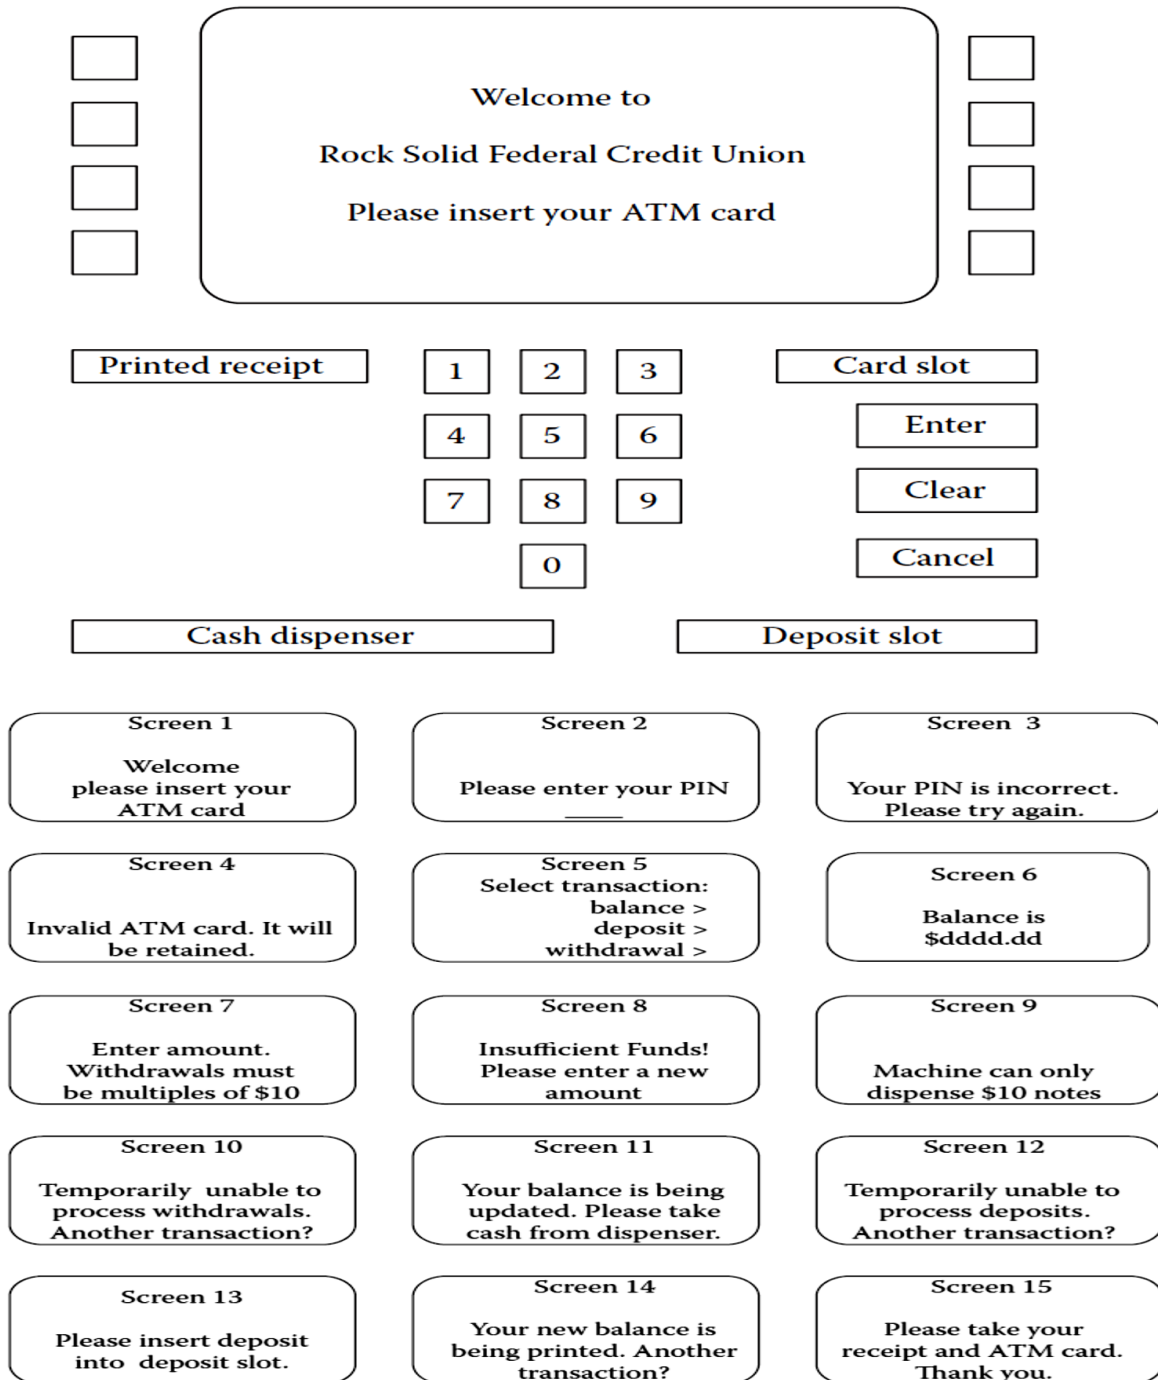 Welcome to
Rock Solid Federal Credit Union
Please insert your ATM card
Printed receipt
1
2
3
Card slot
4
5
6
Enter
7
8
9
Clear
0
Cancel
Cash dispenser
Deposit slot
Screen 1
Welcome
please insert your
ATM card
Screen 2
Please enter your PIN
____
Screen 3
Your PIN is incorrect.
Please try again.
Screen 4
Invalid ATM card. It will
be retained.
Screen 5
Select transaction:
balance >
deposit >
withdrawal >
Screen 6
Balance is
$dddd.dd
Screen 7
Enter amount.
Withdrawals must
be multiples of $10
Screen 8
Insufficient Funds!
Please enter a new
amount
Screen 9
Machine can only
dispense $10 notes
Screen 10
Temporarily unable to
process withdrawals.
Another transaction?
Screen 11
Your balance is being
updated. Please take
cash from dispenser.
Screen 12
Temporarily unable to
process deposits.
Another transaction?
Screen 13
Please insert deposit
into deposit slot.
Screen 14
Your new balance is
being printed. Another
transaction?
Screen 15
Please take your
receipt and ATM card.
Thank you.